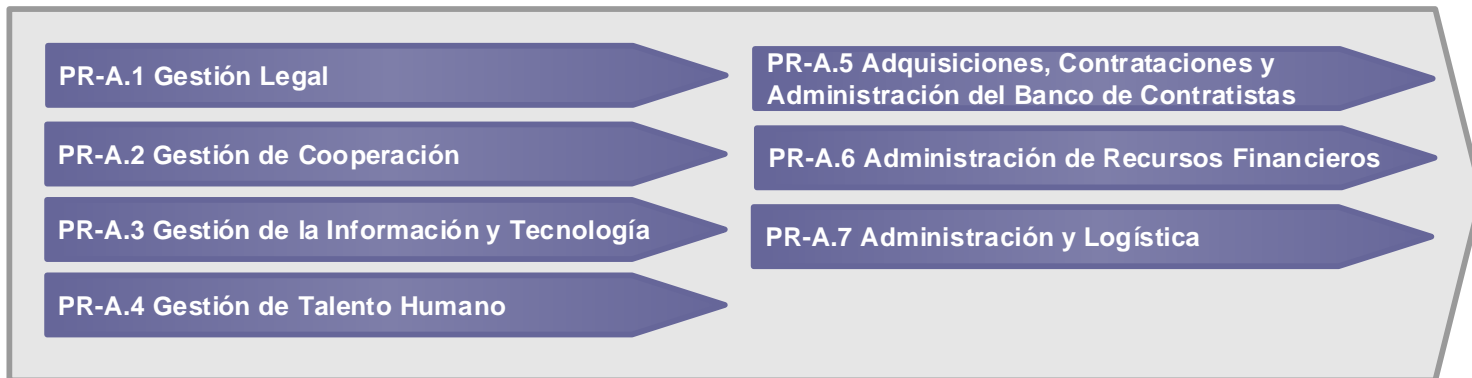 PR-A.1 Gestión Legal
PR-A.2 Gestión de Cooperación
PR-A.3 Gestión de la Información y Tecnología
PR-A.4 Gestión de Talento Humano
PR-A.5 Adquisiciones, Contrataciones y
Administración del Banco de Contratistas
PR-A.6 Administración de Recursos Financieros
PR-A.7 Administración y Logística